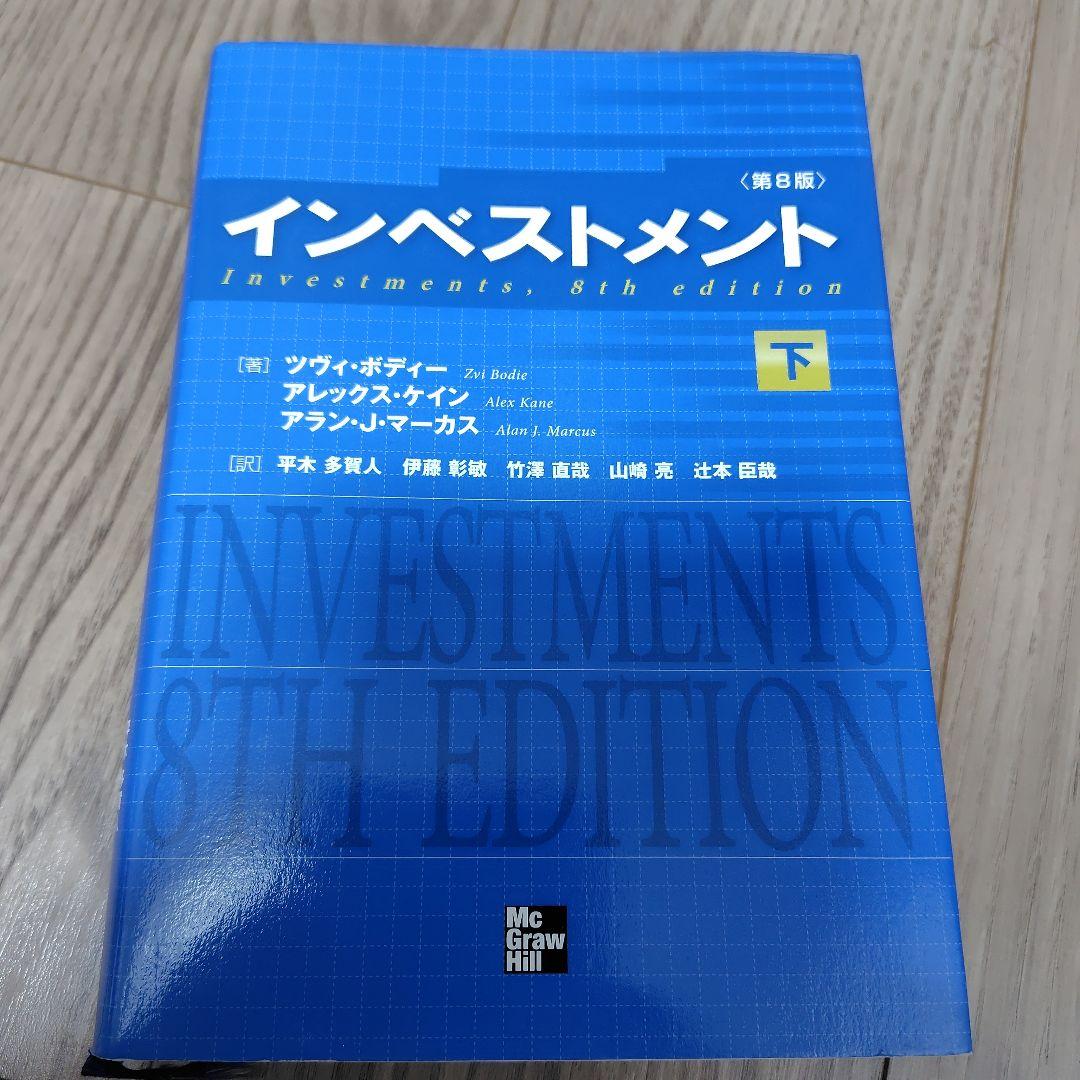 〈第8版〉
インベストメント
Investments, 8th edition
下
[著] ツヴィ・ボディー Zvi Bodie
アレックス・ケイン Alex Kane
アラン・J・マーカス Alan J. Marcus
[訳] 平木 多賀人 伊藤 彰敏 竹澤 直哉 山崎 亮 辻本 臣哉
INVESTMENTS
8TH EDITION
Mc
Graw
Hill